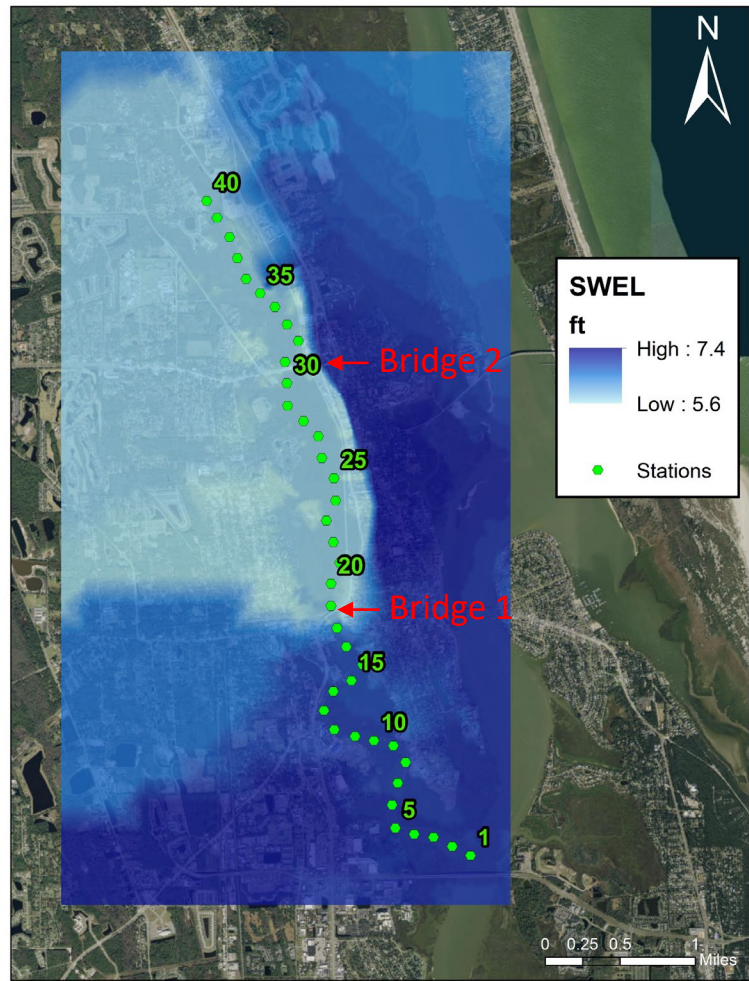 N
40
35
30
Bridge 2
25
20
Bridge 1
15
10
5
1
SWEL
ft
High : 7.4
Low : 5.6
Stations
0 0.25 0.5 1
Miles